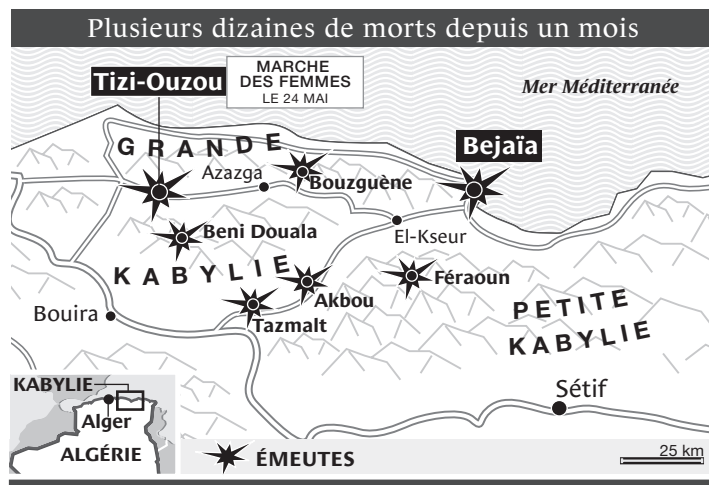 Plusieurs dizaines de morts depuis un mois
MARCHE
DES FEMMES
LE 24 MAI
Tizi-Ouzou
Mer Méditerranée
GRANDE
Bejaïa
Azazga
Bouzguène
Beni Douala
El-Kseur
KABYLIE
Féraoun
Akbou
Bouira
Tazmalt
PETITE
KABYLIE
KABYLIE
Alger
ALGÉRIE
Sétif
ÉMEUTES
25 km